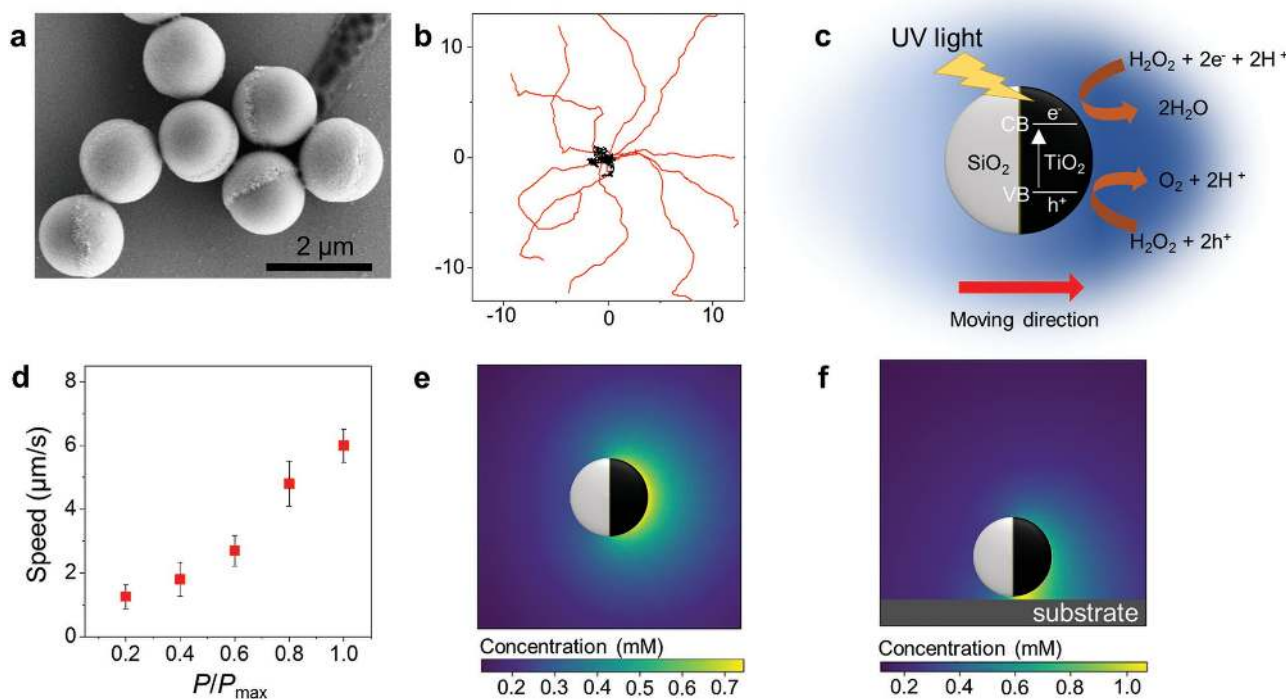 a
2 µm
b
10
0
-10
-10 0 10
c
UV light
H₂O₂ + 2e⁻ + 2H⁺
2H₂O
CB e⁻
SiO₂ TiO₂
VB h⁺
O₂ + 2H⁺
H₂O₂ + 2h⁺
Moving direction
d
Speed (µm/s)
8
6
4
2
0
0.2 0.4 0.6 0.8 1.0
P/Pmax
e
Concentration (mM)
0.2 0.3 0.4 0.5 0.6 0.7
f
substrate
Concentration (mM)
0.2 0.4 0.6 0.8 1.0